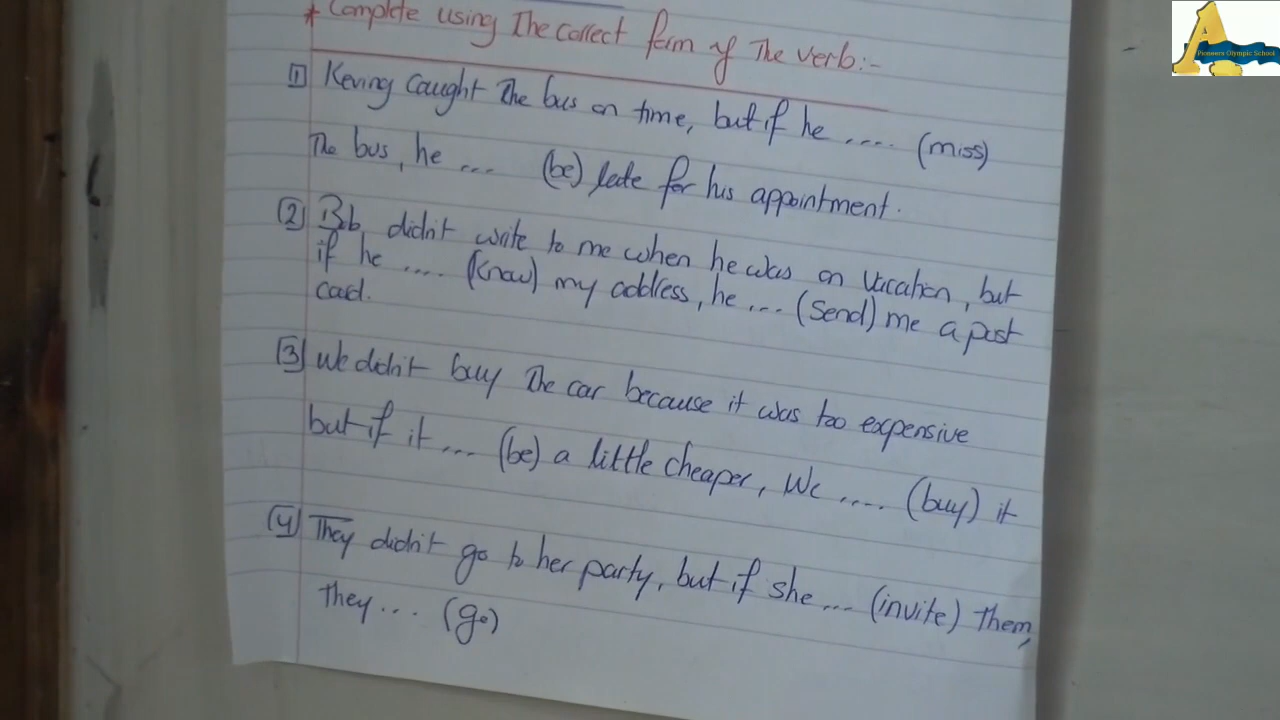 * Complete using The correct form of The verb:-
[1] Keving Caught The bus on time, but if he .... (miss)
The bus, he ... (be) late for his appointment.
[2] Bob didn't write to me when he was on Vacation, but
if he .... (Know) my address, he ... (Send) me a post
card.
[3] We didn't buy The car because it was too expensive
but if it ... (be) a little cheaper, We .... (buy) it
[4] They didn't go to her party, but if she ... (invite) Them,
They ... (go)
Pioneers Olympic School